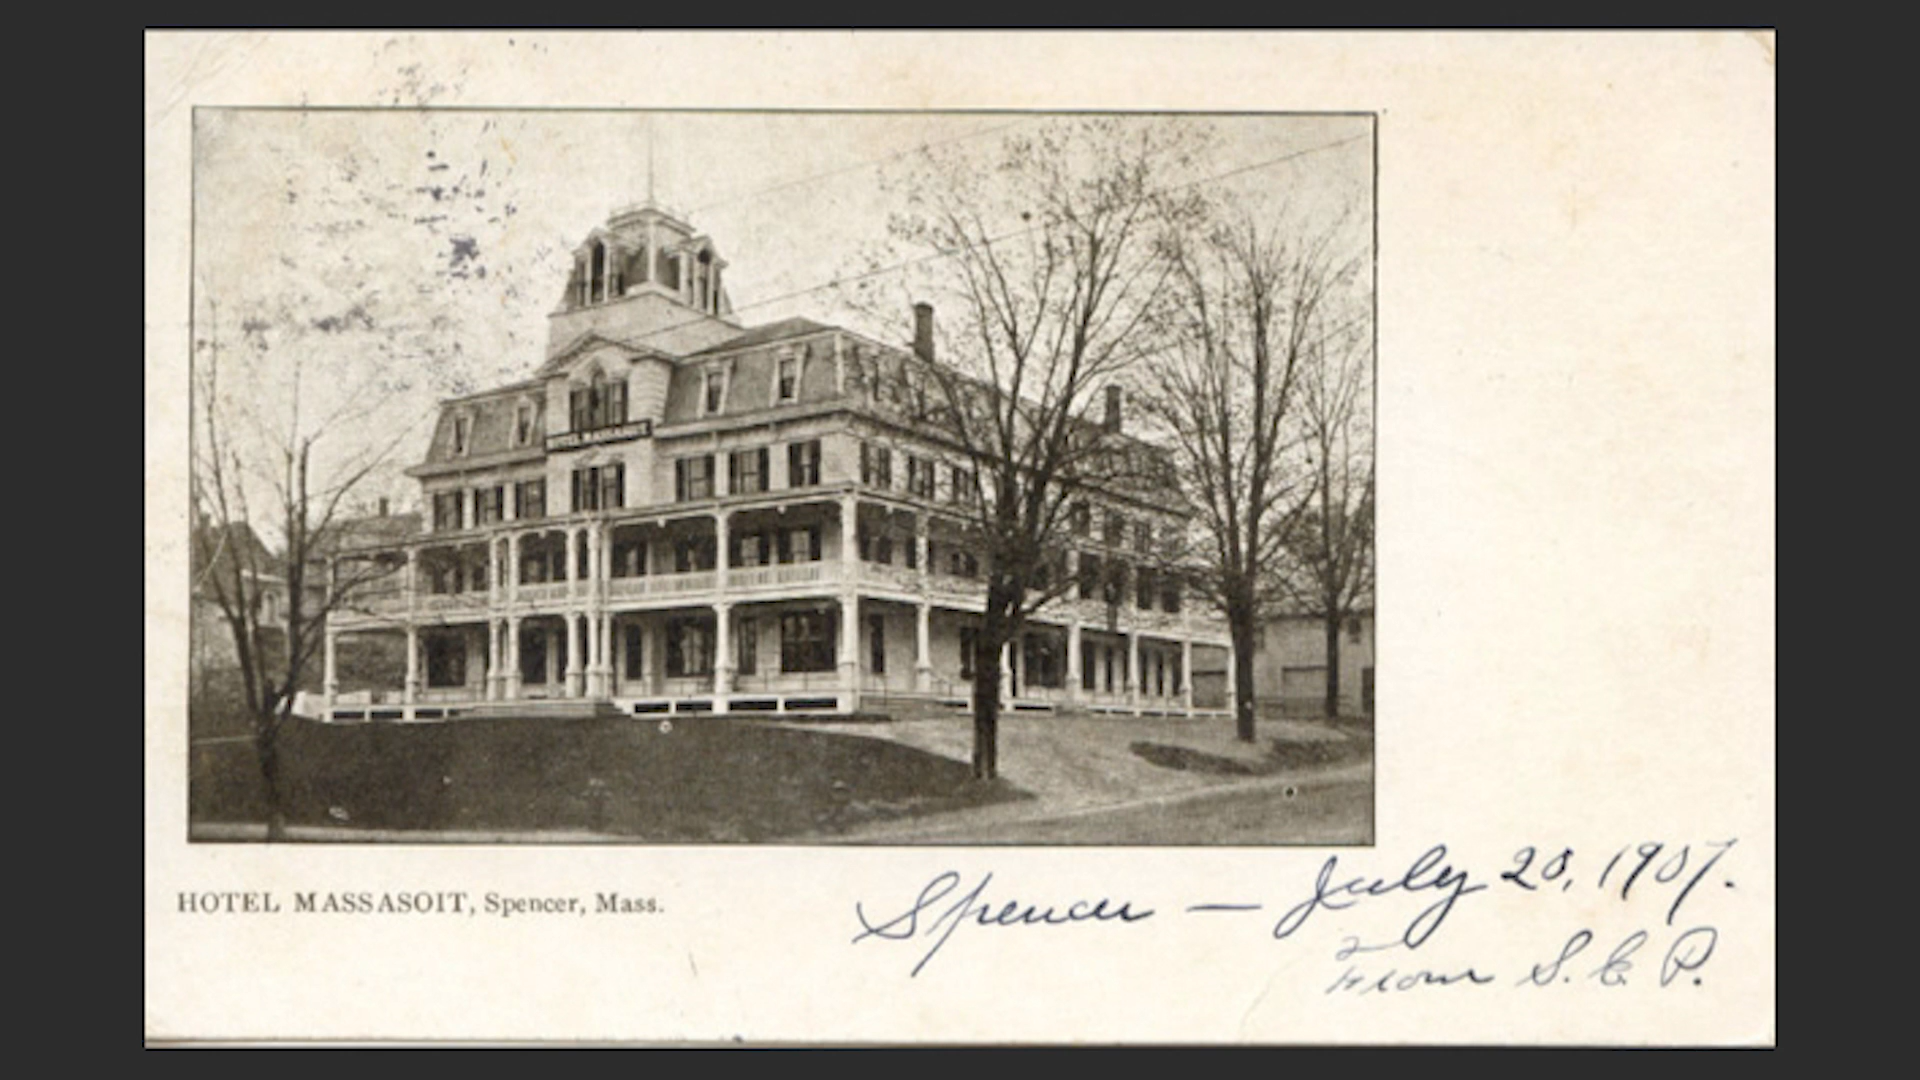 HOTEL MASSASOIT
HOTEL MASSASOIT, Spencer, Mass.
Spencer — July 20, 1907.
From S. C. P.